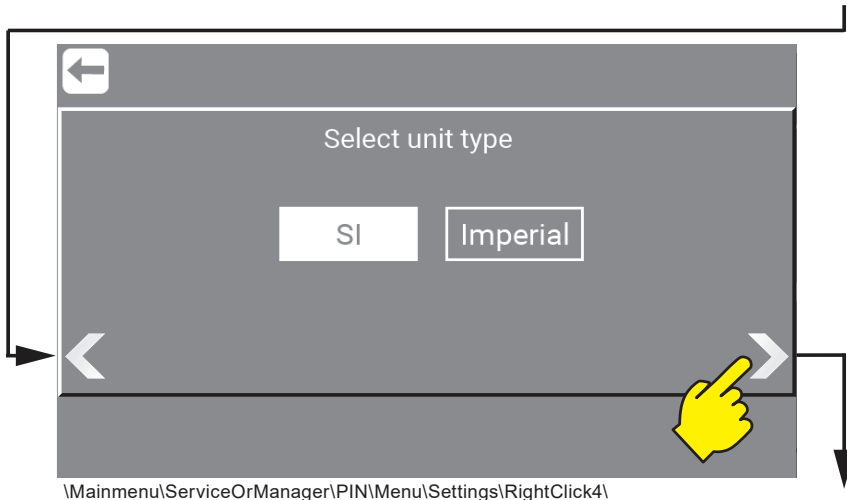 Select unit type
SI Imperial
\Mainmenu\ServiceOrManager\PIN\Menu\Settings\RightClick4\